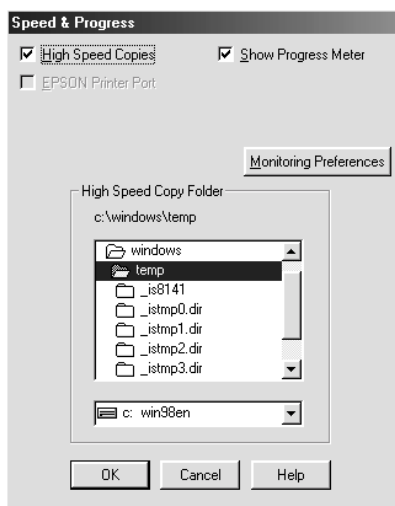 Speed & Progress
High Speed Copies Show Progress Meter
EPSON Printer Port
Monitoring Preferences
High Speed Copy Folder
c:\windows\temp
windows
temp
_is8141
_istmp0.dir
_istmp1.dir
_istmp2.dir
_istmp3.dir
c: win98en
OK Cancel Help